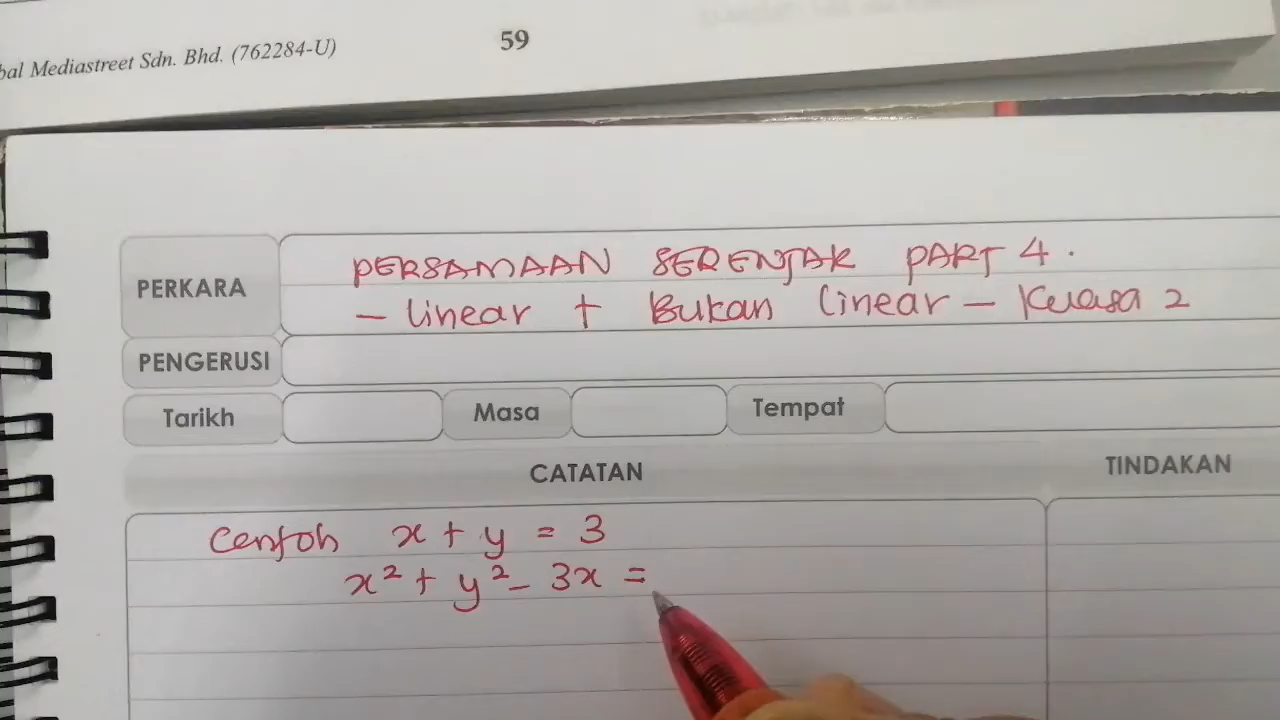 bal Mediastreet Sdn. Bhd. (762284-U)
59
PERKARA
PERSAMAAN SERENTAK PART 4.
- linear + Bukan linear - Kuasa 2
PENGERUSI
Tarikh Masa Tempat
CATATAN TINDAKAN
Contoh x + y = 3
x² + y² - 3x =